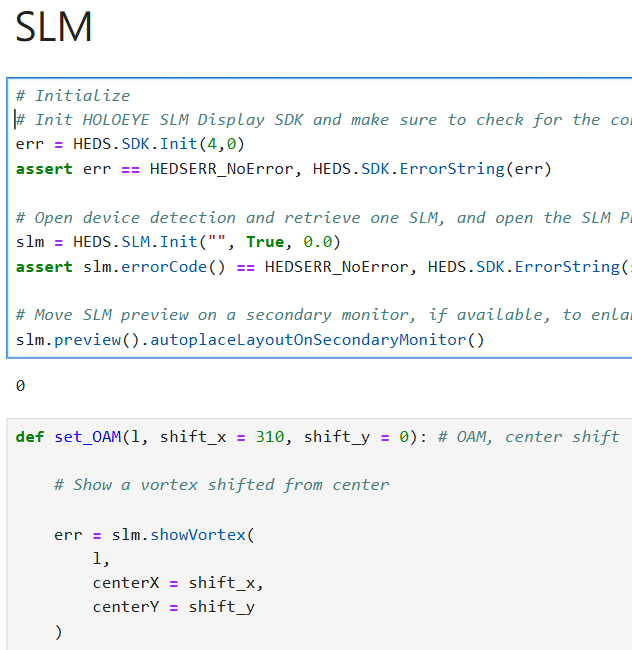 SLM
# Initialize
# Init HOLOEYE SLM Display SDK and make sure to check for the
err = HEDS.SDK.Init(4,0)
assert err == HEDSERR_NoError, HEDS.SDK.ErrorString(err)
# Open device detection and retrieve one SLM, and open the SLM
slm = HEDS.SLM.Init("", True, 0.0)
assert slm.errorCode() == HEDSERR_NoError, HEDS.SDK.ErrorString(
# Move SLM preview on a secondary monitor, if available, to
slm.preview().autoplaceLayoutOnSecondaryMonitor()
0
def set_OAM(l, shift_x = 310, shift_y = 0): # OAM, center shift
# Show a vortex shifted from center
err = slm.showVortex(
l,
centerX = shift_x,
centerY = shift_y
)